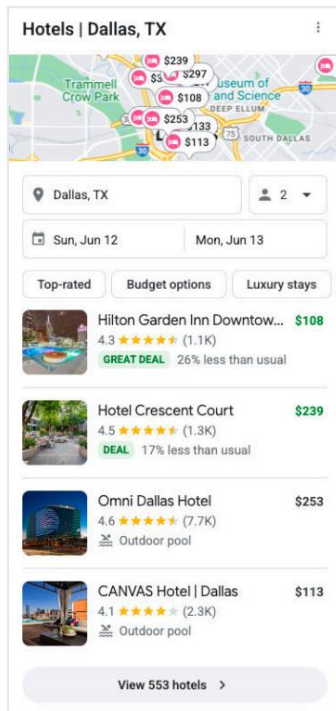 Hotels | Dallas, TX
$239
$297
Trammell
Crow Park
useum of
and Science
$108
DEEP ELLUM
30
$253
133
75
SOUTH DALLAS
$113
30
Dallas, TX
2
Sun, Jun 12
Mon, Jun 13
Top-rated
Budget options
Luxury stays
Hilton Garden Inn Downtow... $108
4.3 (1.1K)
GREAT DEAL 26% less than usual
Hotel Crescent Court $239
4.5 (1.3K)
DEAL 17% less than usual
Omni Dallas Hotel $253
4.6 (7.7K)
Outdoor pool
CANVAS Hotel | Dallas $113
4.1 (2.3K)
Outdoor pool
View 553 hotels >